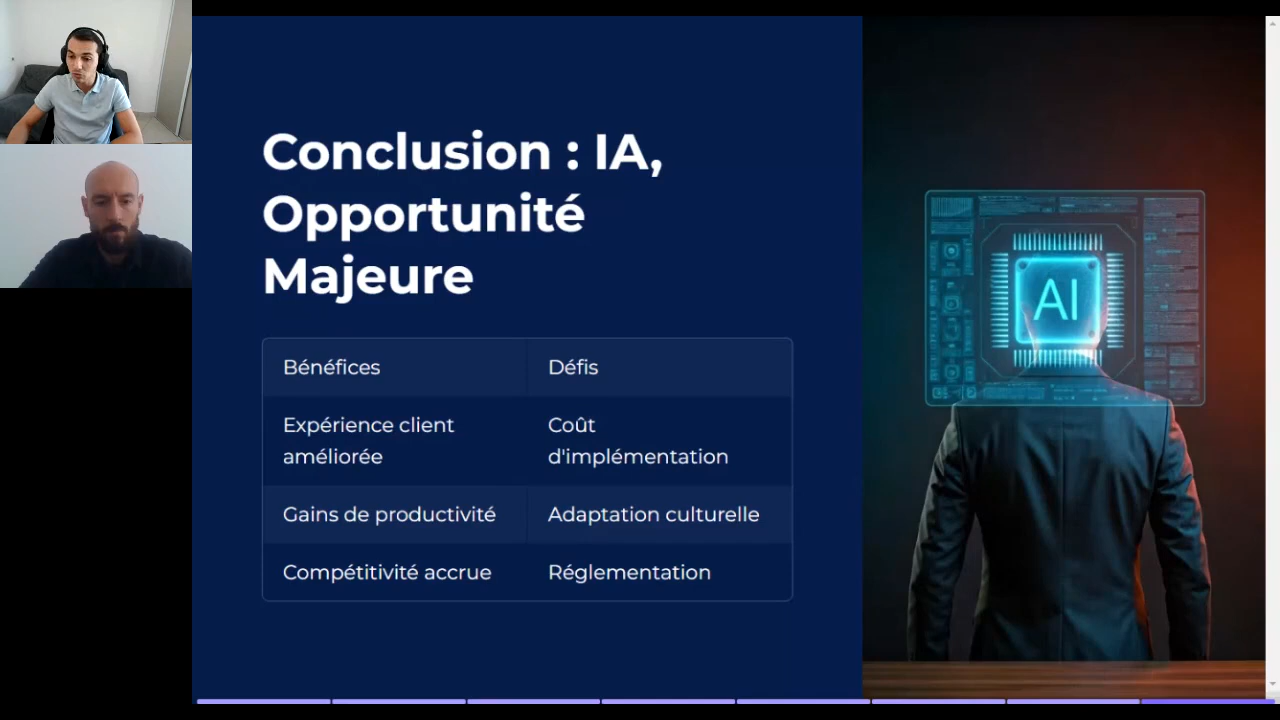 Conclusion : IA,
Opportunité
Majeure
Bénéfices
Défis
Expérience client
améliorée
Coût
d'implémentation
Gains de productivité
Adaptation culturelle
Compétitivité accrue
Réglementation
AI